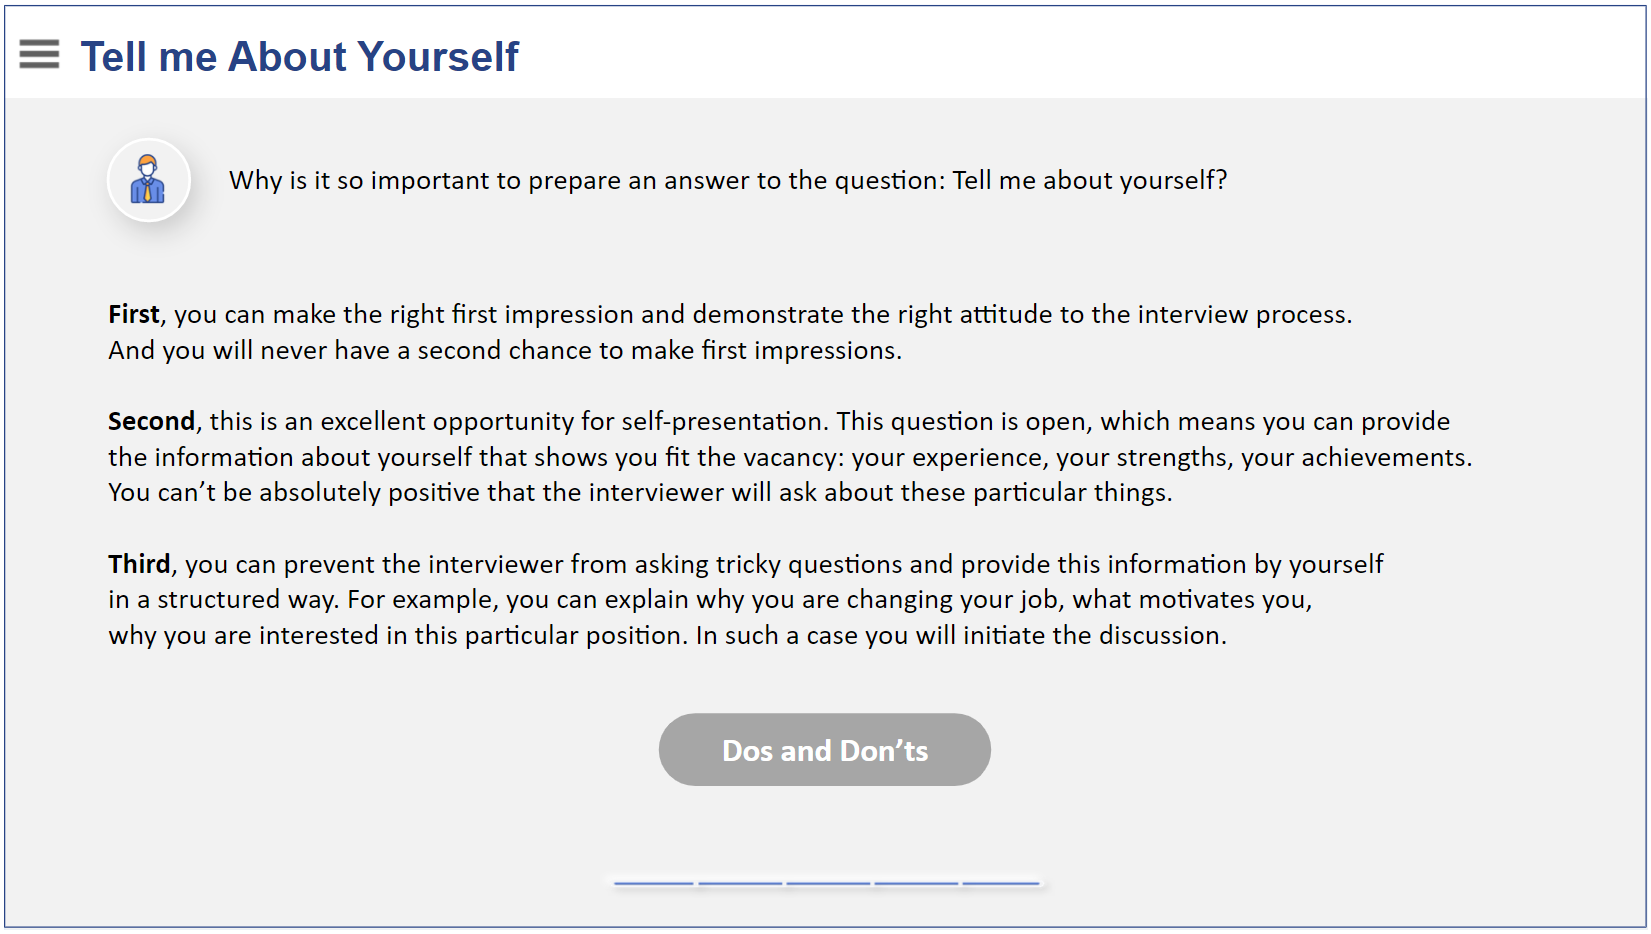 Tell me About Yourself
Why is it so important to prepare an answer to the question: Tell me about yourself?
First, you can make the right first impression and demonstrate the right attitude to the interview process.
And you will never have a second chance to make first impressions.
Second, this is an excellent opportunity for self-presentation. This question is open, which means you can provide
the information about yourself that shows you fit the vacancy: your experience, your strengths, your achievements.
You can’t be absolutely positive that the interviewer will ask about these particular things.
Third, you can prevent the interviewer from asking tricky questions and provide this information by yourself
in a structured way. For example, you can explain why you are changing your job, what motivates you,
why you are interested in this particular position. In such a case you will initiate the discussion.
Dos and Don’ts